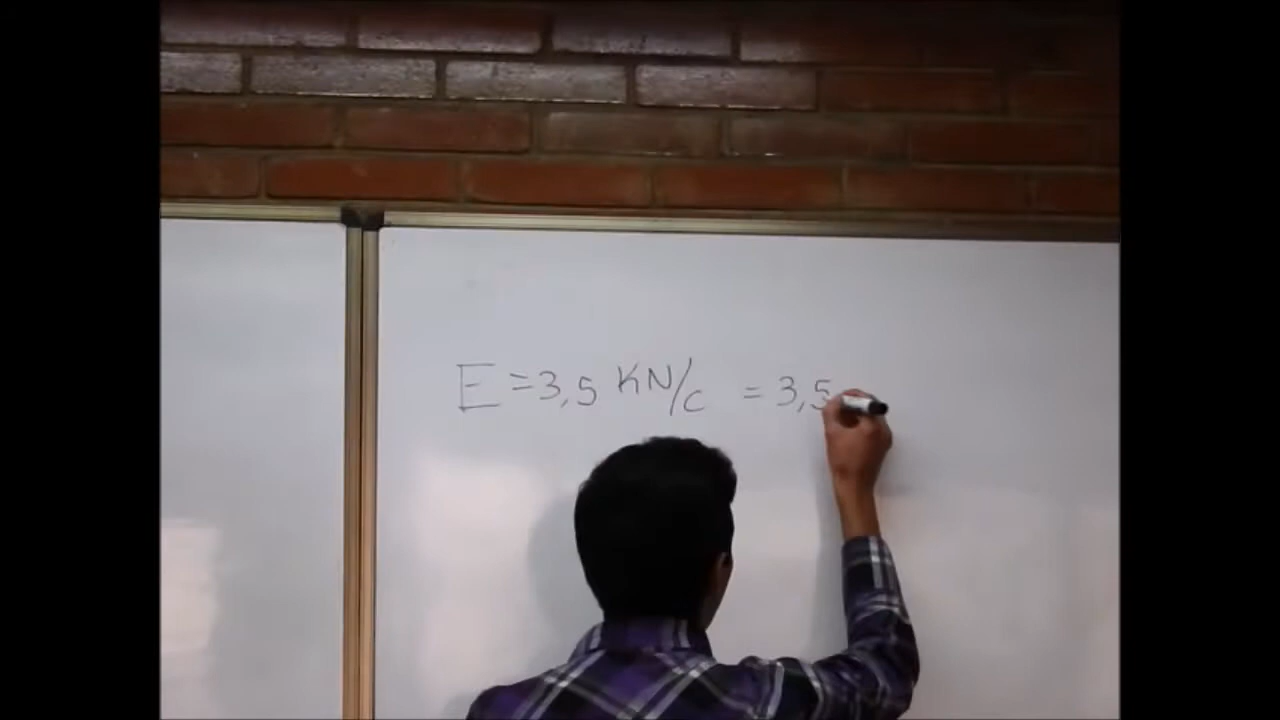 E = 3,5 KN/C = 3,5